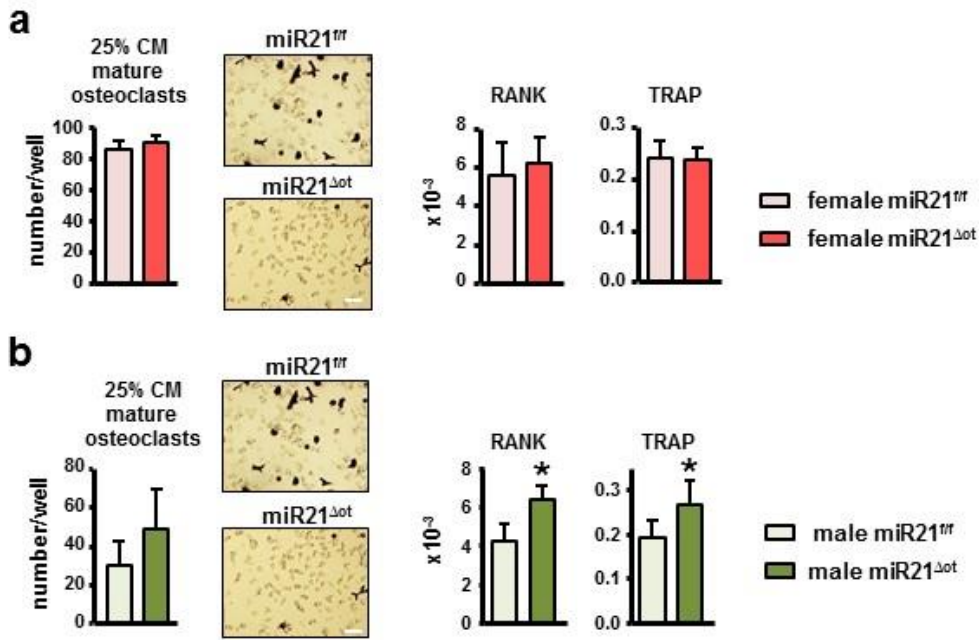 a
25% CM
mature
osteoclasts
number/well
100
80
60
40
20
0
miR21f/f
miR21Δot
RANK
x 10-3
8
6
4
2
0
TRAP
0.3
0.2
0.1
0.0
female miR21f/f
female miR21Δot
b
25% CM
mature
osteoclasts
number/well
80
60
40
20
0
miR21f/f
miR21Δot
RANK
x 10-3
8
6
4
2
0
*
TRAP
0.3
0.2
0.1
0
*
male miR21f/f
male miR21Δot